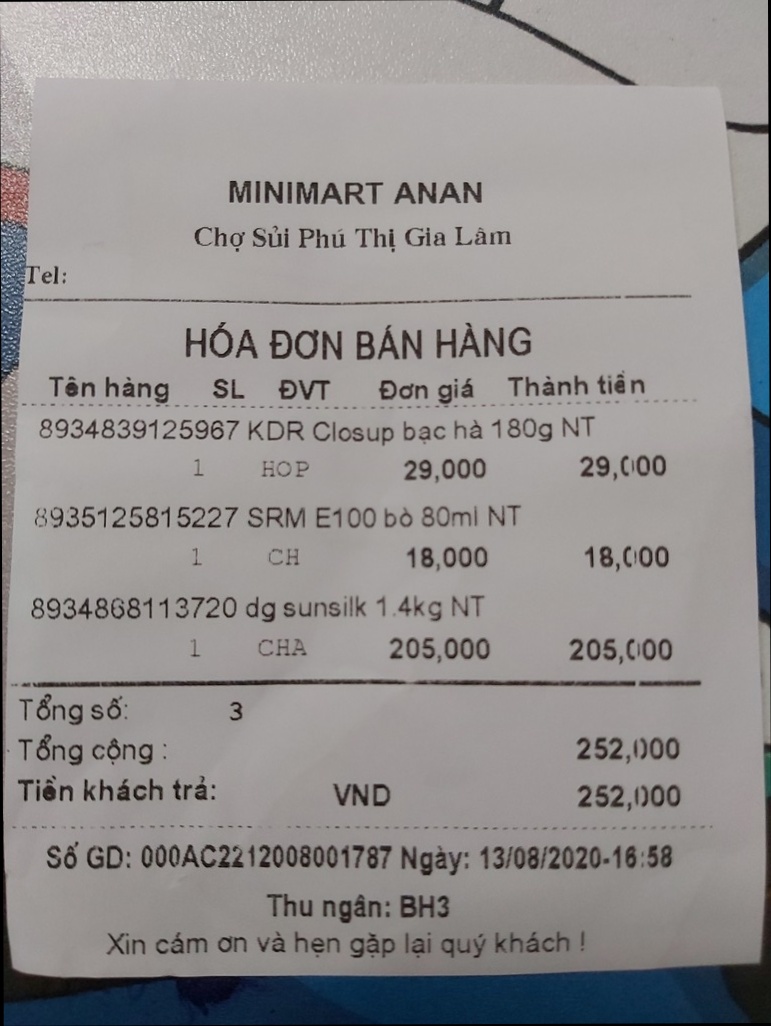 MINIMART ANAN
Chợ Sủi Phú Thị Gia Lâm
Tel:
HÓA ĐƠN BÁN HÀNG
Tên hàng SL ĐVT Đơn giá Thành tiền
8934839125967 KDR Closup bạc hà 180g NT
1 HOP 29,000 29,000
8935125815227 SRM E100 bò 80ml NT
1 CH 18,000 18,000
8934868113720 dg sunsilk 1.4kg NT
1 CHA 205,000 205,000
Tổng số: 3
Tổng cộng : 252,000
Tiền khách trả: VND 252,000
Số GD: 000AC2212008001787 Ngày: 13/08/2020-16:58
Thu ngân: BH3
Xin cám ơn và hẹn gặp lại quý khách !